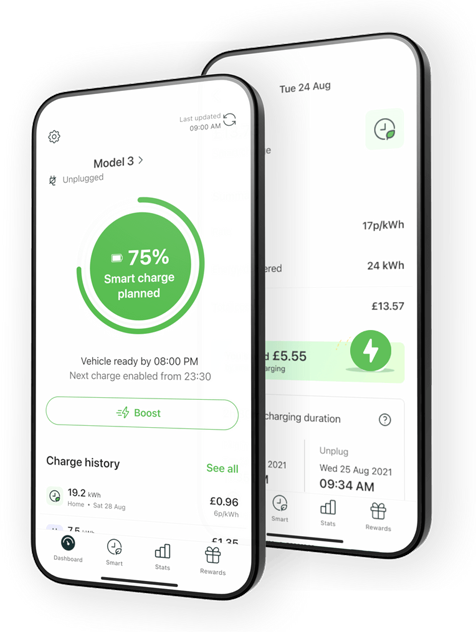 Last updated
09:00 AM
Model 3
Unplugged
75%
Smart charge
planned
Vehicle ready by 08:00 PM
Next charge enabled from 23:30
Boost
Charge history
See all
19.2 kWh
£0.96
Home • Sat 28 Aug
6p/kWh
7.5 kWh
£1.35
Dashboard
Smart
Stats
Rewards
Tue 24 Aug
17p/kWh
24 kWh
£13.57
£5.55
charging duration
Unplug
2021
Wed 25 Aug 2021
09:34 AM
Smart
Stats
Rewards